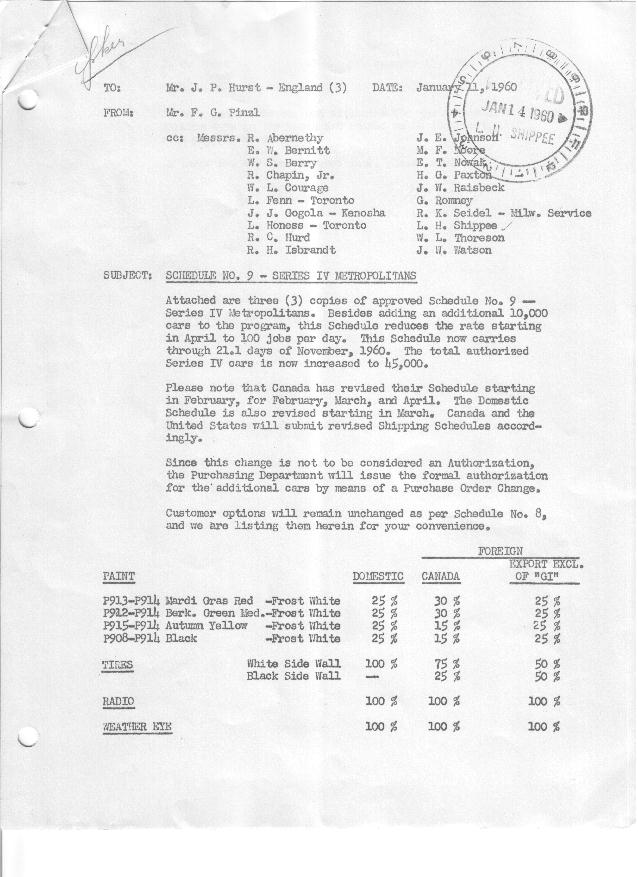 TO: Mr. J. P. Hurst - England (3) DATE: January 11, 1960
FROM: Mr. F. G. Pinal
cc: Messrs. R. Abernethy J. E. Johnson
E. W. Bernitt M. F. Moore
W. S. Berry E. T. Nowak
R. Chapin, Jr. H. G. Paxton
W. L. Courage J. W. Raisbeck
L. Fenn - Toronto G. Romney
J. J. Gogola - Kenosha R. K. Seidel - Milw. Service
L. Honess - Toronto L. H. Shippee
R. C. Hurd W. L. Thoreson
R. H. Isbrandt J. W. Watson
JAN 14 1960
L. H. SHIPPEE
SUBJECT: SCHEDULE NO. 9 - SERIES IV METROPOLITANS
Attached are three (3) copies of approved Schedule No. 9 --
Series IV Metropolitans. Besides adding an additional 10,000
cars to the program, this Schedule reduces the rate starting
in April to 100 jobs per day. This Schedule now carries
through 21.1 days of November, 1960. The total authorized
Series IV cars is now increased to 45,000.
Please note that Canada has revised their Schedule starting
in February, for February, March, and April. The Domestic
Schedule is also revised starting in March. Canada and the
United States will submit revised Shipping Schedules accord-
ingly.
Since this change is not to be considered an Authorization,
the Purchasing Department will issue the formal authorization
for the additional cars by means of a Purchase Order Change.
Customer options will remain unchanged as per Schedule No. 8,
and we are listing them herein for your convenience.
FOREIGN
EXPORT EXCL.
PAINT DOMESTIC CANADA OF "GI"
P913-P914 Mardi Gras Red -Frost White 25 % 30 % 25 %
P912-P914 Berk. Green Med.-Frost White 25 % 30 % 25 %
P915-P914 Autumn Yellow -Frost White 25 % 15 % 25 %
P908-P914 Black -Frost White 25 % 15 % 25 %
TIRES White Side Wall 100 % 75 % 50 %
Black Side Wall -- 25 % 50 %
RADIO 100 % 100 % 100 %
WEATHER EYE 100 % 100 % 100 %